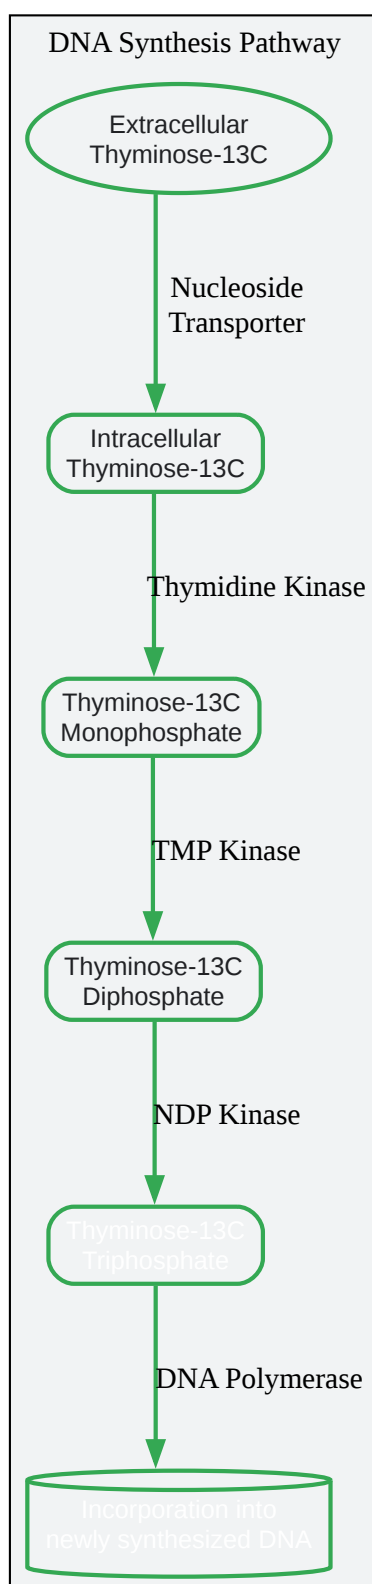 DNA Synthesis Pathway
Extracellular
Thyminose-13C
Nucleoside
Transporter
Intracellular
Thyminose-13C
Thymidine Kinase
Thyminose-13C
Monophosphate
TMP Kinase
Thyminose-13C
Diphosphate
NDP Kinase
Thyminose-13C
Triphosphate
DNA Polymerase
Incorporation into
newly synthesized DNA